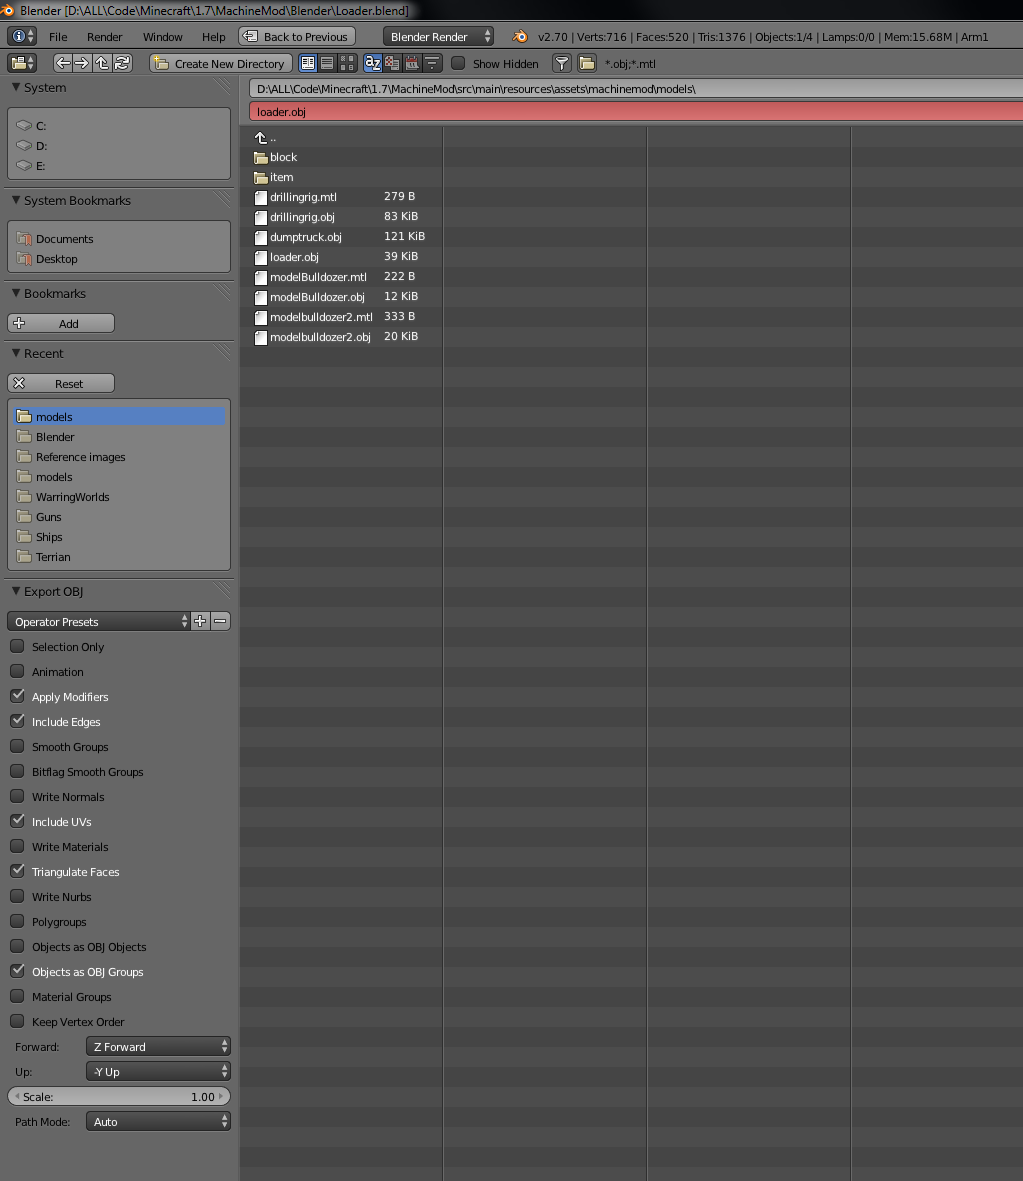 Blender [D:\ALL\Code\Minecraft\1.7\MachineMod\Blender\Loader.blend]
File Render Window Help Back to Previous Blender Render v2.70 | Verts:716 | Faces:520 | Tris:1376 | Objects:1/4 | Lamps:0/0 | Mem:15.68M | Arm1
Create New Directory Show Hidden *.obj;*.mtl
System
C:
D:
E:
System Bookmarks
Documents
Desktop
Bookmarks
Add
Recent
Reset
models
Blender
Reference images
models
WarringWorlds
Guns
Ships
Terrian
Export OBJ
Operator Presets
Selection Only
Animation
Apply Modifiers
Include Edges
Smooth Groups
Bitflag Smooth Groups
Write Normals
Include UVs
Write Materials
Triangulate Faces
Write Nurbs
Polygroups
Objects as OBJ Objects
Objects as OBJ Groups
Material Groups
Keep Vertex Order
Forward: Z Forward
Up: -Y Up
Scale: 1.00
Path Mode: Auto
D:\ALL\Code\Minecraft\1.7\MachineMod\src\main\resources\assets\machinemod\models\
loader.obj
..
block
item
drillingrig.mtl 279 B
drillingrig.obj 83 KiB
dumptruck.obj 121 KiB
loader.obj 39 KiB
modelBulldozer.mtl 222 B
modelBulldozer.obj 12 KiB
modelbulldozer2.mtl 333 B
modelbulldozer2.obj 20 KiB